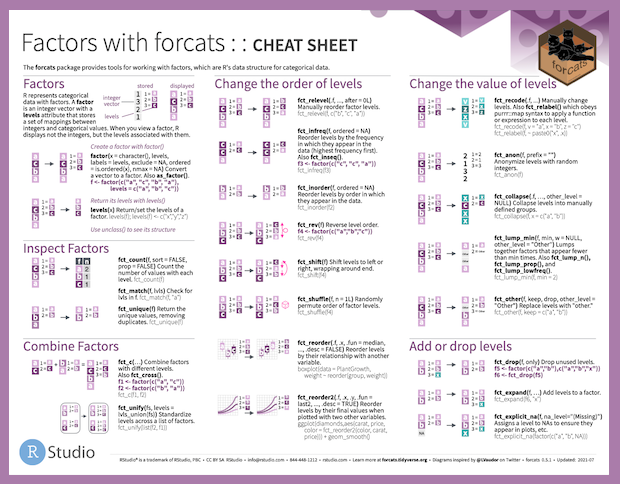 Factors with forcats : : CHEAT SHEET
forcats
The forcats package provides tools for working with factors, which are R's data structure for categorical data.
Factors
R represents categorical
data with factors. A factor
is an integer vector with a
levels attribute that stores
a set of mappings between
integers and categorical values. When you view a factor, R
displays not the integers, but the levels associated with them.
stored
displayed
integer
vector
levels
Create a factor with factor()
factor(x = character(), levels,
labels = levels, exclude = NA, ordered
= is.ordered(x), nmax = NA) Convert
a vector to a factor. Also as_factor().
f <- factor(c("a", "c", "b", "a"),
levels = c("a", "b", "c"))
Return its levels with levels()
levels(x) Return/set the levels of a
factor. levels(f); levels(f) <- c("x","y","z")
Use unclass() to see its structure
Inspect Factors
fct_count(f, sort = FALSE,
prop = FALSE) Count the
number of values with each
level. fct_count(f)
fct_match(f, lvls) Check for
lvls in f. fct_match(f, "a")
fct_unique(f) Return the
unique values, removing
duplicates. fct_unique(f)
Combine Factors
fct_c(…) Combine factors
with different levels.
Also fct_cross().
f1 <- factor(c("a", "c"))
f2 <- factor(c("b", "a"))
fct_c(f1, f2)
fct_unify(fs, levels =
lvls_union(fs)) Standardize
levels across a list of factors.
fct_unify(list(f2, f1))
Change the order of levels
fct_relevel(.f, ..., after = 0L)
Manually reorder factor levels.
fct_relevel(f, c("b", "c", "a"))
fct_infreq(f, ordered = NA)
Reorder levels by the frequency
in which they appear in the
data (highest frequency first).
Also fct_inseq().
f3 <- factor(c("c", "c", "a"))
fct_infreq(f3)
fct_inorder(f, ordered = NA)
Reorder levels by order in which
they appear in the data.
fct_inorder(f2)
fct_rev(f) Reverse level order.
f4 <- factor(c("a","b","c"))
fct_rev(f4)
fct_shift(f) Shift levels to left or
right, wrapping around end.
fct_shift(f4)
fct_shuffle(f, n = 1L) Randomly
permute order of factor levels.
fct_shuffle(f4)
fct_reorder(.f, .x, .fun = median,
..., .desc = FALSE) Reorder
levels by their relationship with
another variable.
boxplot(data = PlantGrowth,
weight ~ reorder(group, weight))
fct_reorder2(.f, .x, .y, .fun =
last2, ..., .desc = TRUE) Reorder
levels by their final values when
plotted with two other variables.
ggplot(diamonds,aes(carat, price,
color = fct_reorder2(color, carat,
price))) + geom_smooth()
Change the value of levels
fct_recode(.f, ...) Manually change
levels. Also fct_relabel() which obeys
purrr::map syntax to apply a function
or expression to each level.
fct_recode(f, v = "a", x = "b", z = "c")
fct_relabel(f, ~ paste0("x", .x))
fct_anon(f, prefix = "")
Anonymize levels with random
integers.
fct_anon(f)
fct_collapse(.f, …, other_level =
NULL) Collapse levels into manually
defined groups.
fct_collapse(f, x = c("a", "b"))
fct_lump_min(f, min, w = NULL,
other_level = "Other") Lumps
together factors that appear fewer
than min times. Also fct_lump_n(),
fct_lump_prop(), and
fct_lump_lowfreq().
fct_lump_min(f, min = 2)
fct_other(f, keep, drop, other_level =
"Other") Replace levels with "other."
fct_other(f, keep = c("a", "b"))
Add or drop levels
fct_drop(f, only) Drop unused levels.
f5 <- factor(c("a","b"),c("a","b","x"))
f6 <- fct_drop(f5)
fct_expand(f, …) Add levels to a factor.
fct_expand(f6, "x")
fct_explicit_na(f, na_level="(Missing)")
Assigns a level to NAs to ensure they
appear in plots, etc.
fct_explicit_na(factor(c("a", "b", NA)))
R Studio
RStudio® is a trademark of RStudio, PBC • CC BY SA RStudio • info@rstudio.com • 844-448-1212 • rstudio.com • Learn more at forcats.tidyverse.org • Diagrams inspired by @LVaudor on Twitter • forcats 0.5.1 • Updated: 2021-07